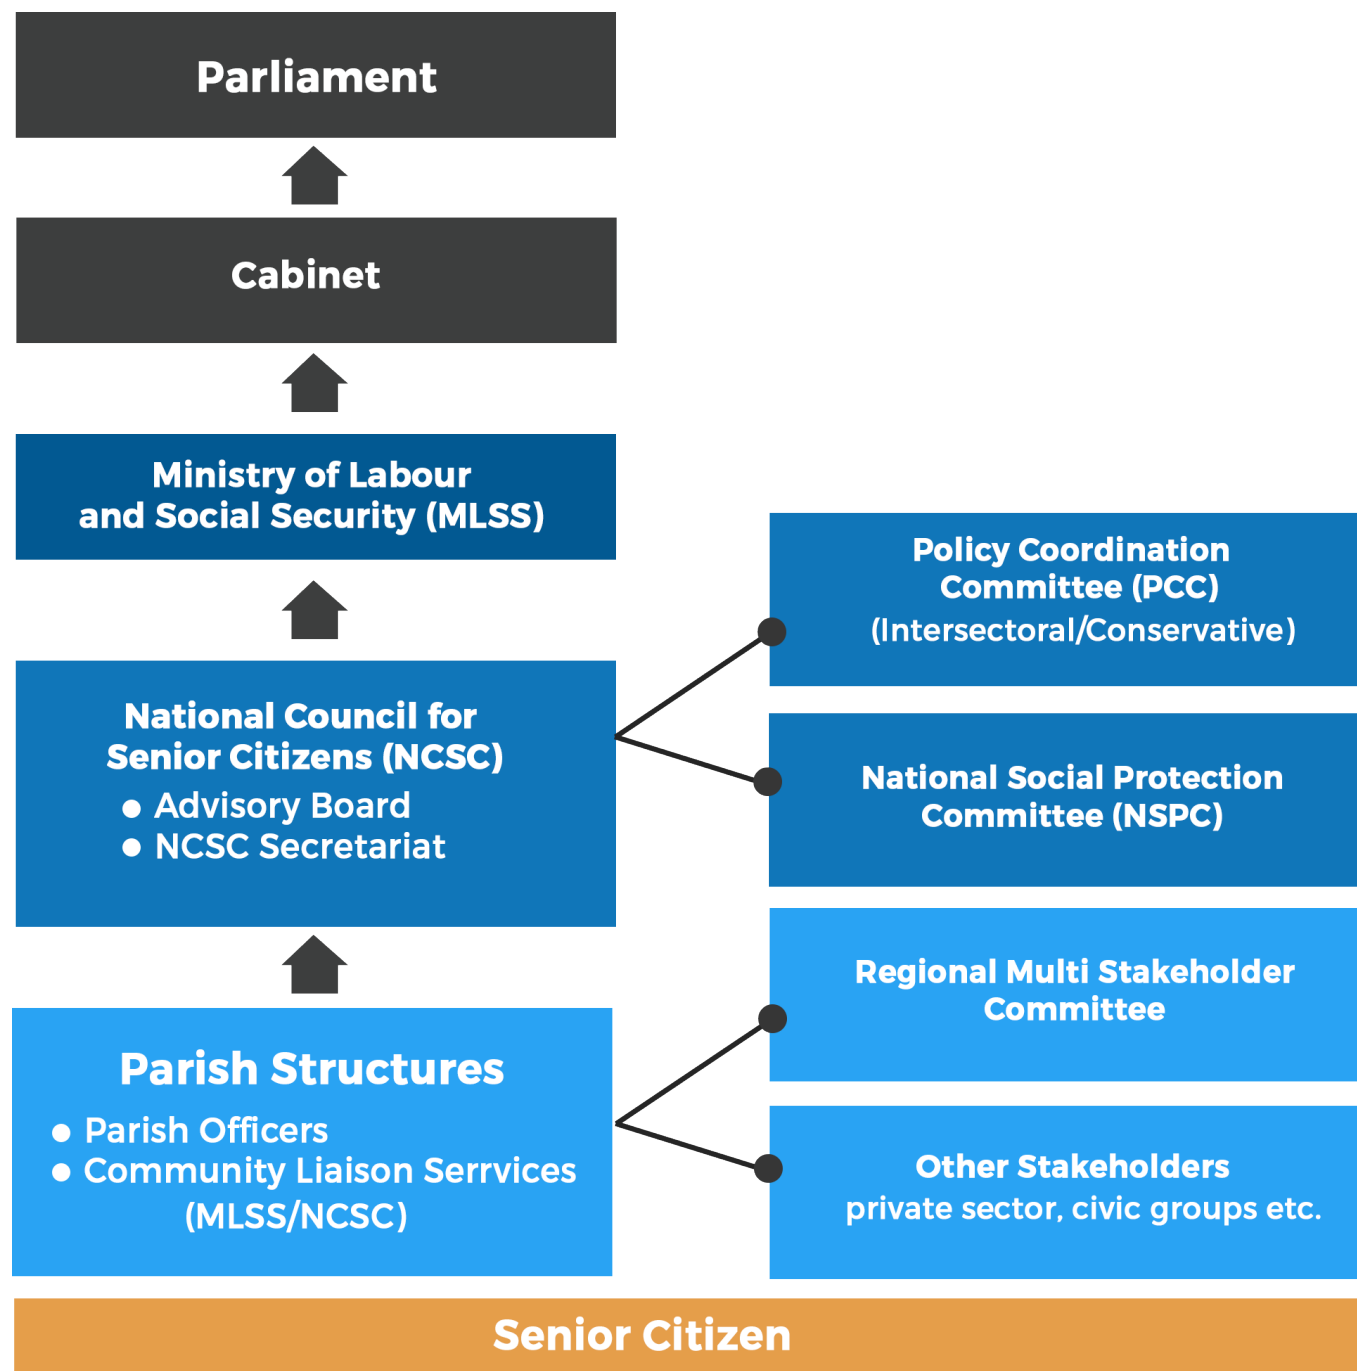 Parliament
Cabinet
Ministry of Labour
and Social Security (MLSS)
National Council for
Senior Citizens (NCSC)
● Advisory Board
● NCSC Secretariat
Policy Coordination
Committee (PCC)
(Intersectoral/Conservative)
National Social Protection
Committee (NSPC)
Parish Structures
● Parish Officers
● Community Liaison Serrvices
(MLSS/NCSC)
Regional Multi Stakeholder
Committee
Other Stakeholders
private sector, civic groups etc.
Senior Citizen